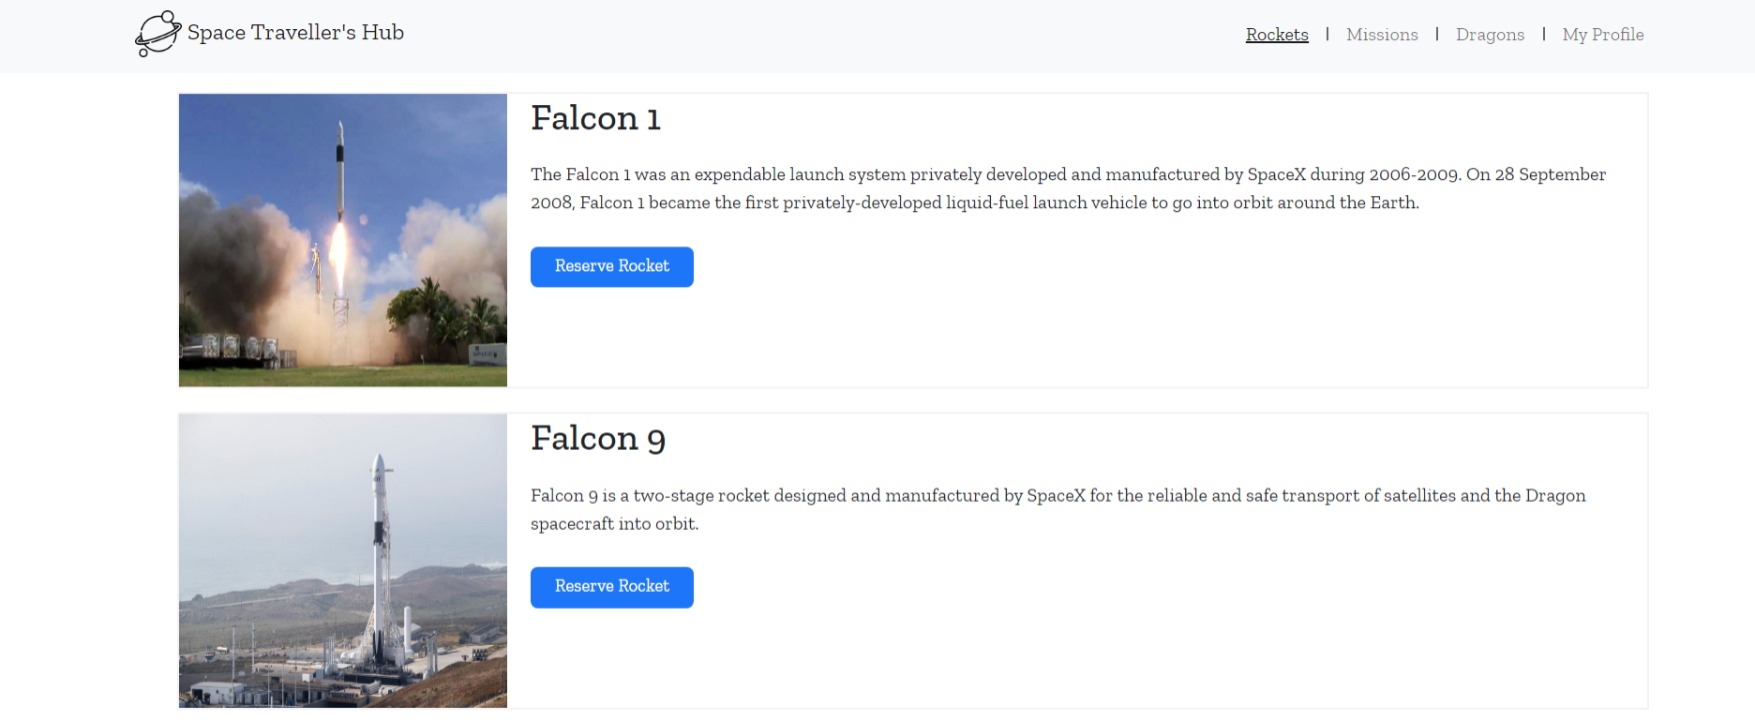 Space Traveller's Hub
Rockets | Missions | Dragons | My Profile
Falcon 1
The Falcon 1 was an expendable launch system privately developed and manufactured by SpaceX during 2006-2009. On 28 September
2008, Falcon 1 became the first privately-developed liquid-fuel launch vehicle to go into orbit around the Earth.
Reserve Rocket
Falcon 9
Falcon 9 is a two-stage rocket designed and manufactured by SpaceX for the reliable and safe transport of satellites and the Dragon
spacecraft into orbit.
Reserve Rocket